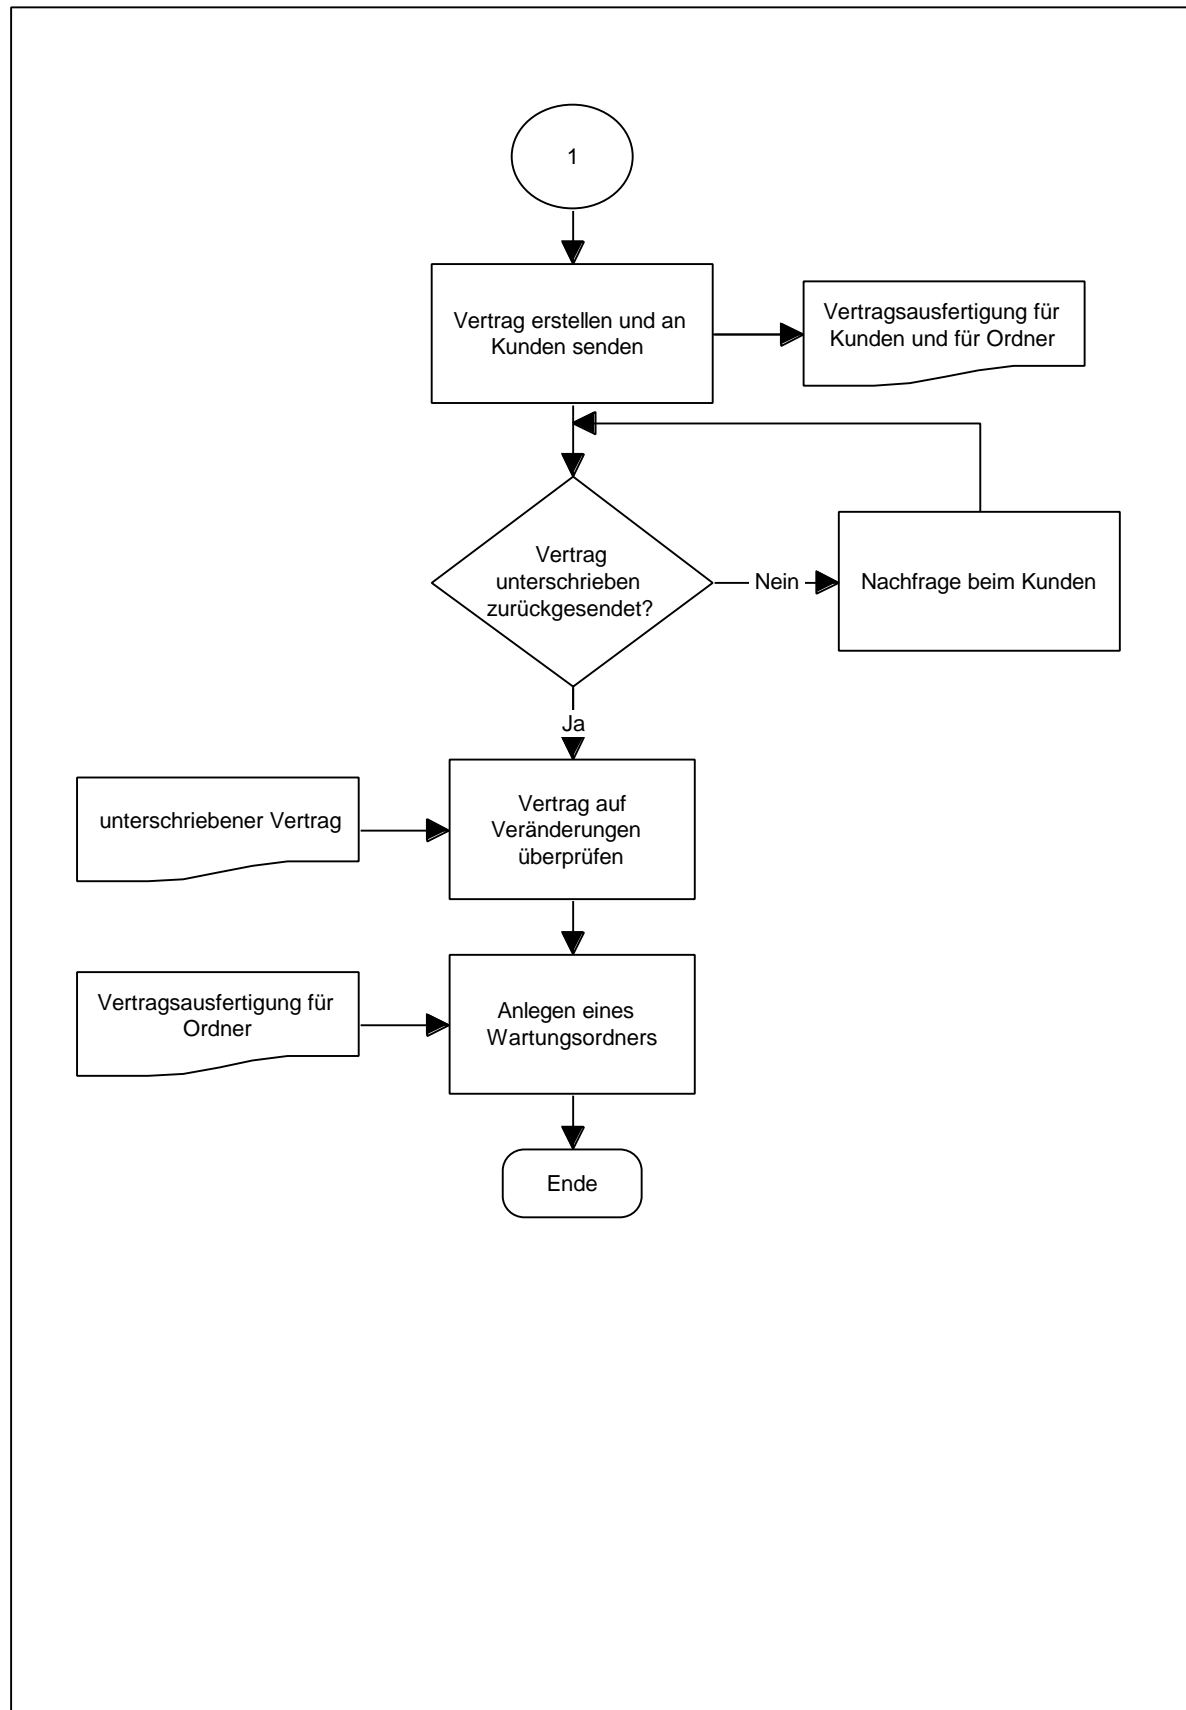 1
Vertrag erstellen und an
Kunden senden
Vertragsausfertigung für
Kunden und für Ordner
Vertrag
unterschrieben
zurückgesendet?
Nein
Nachfrage beim Kunden
Ja
unterschriebener Vertrag
Vertrag auf
Veränderungen
überprüfen
Vertragsausfertigung für
Ordner
Anlegen eines
Wartungsordners
Ende